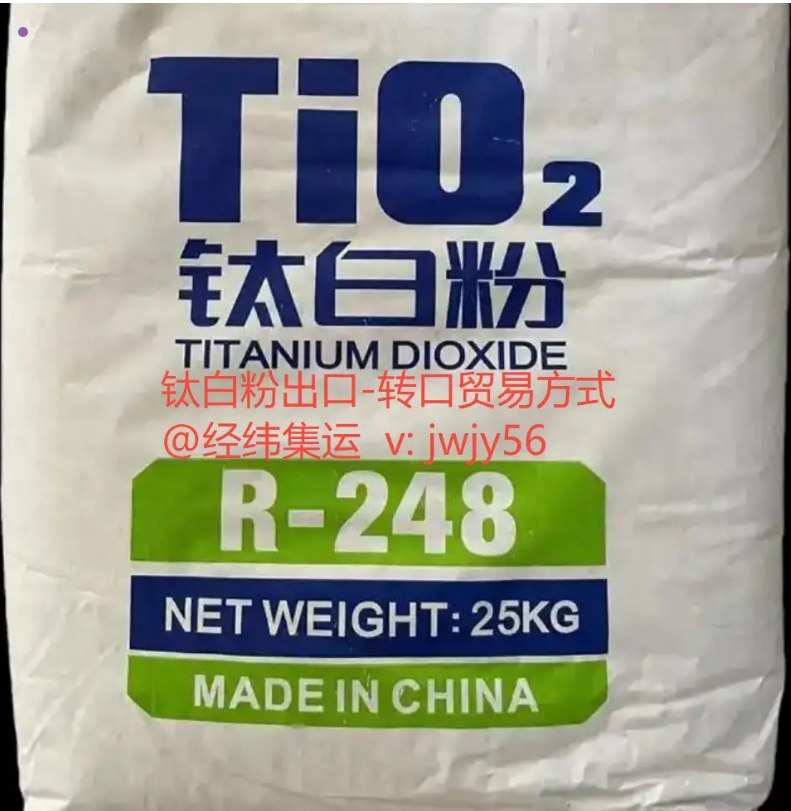 TiO₂
钛白粉
TITANIUM DIOXIDE
钛白粉出口-转口贸易方式
@经纬集运 v: jwjy56
R-248
NET WEIGHT: 25KG
MADE IN CHINA